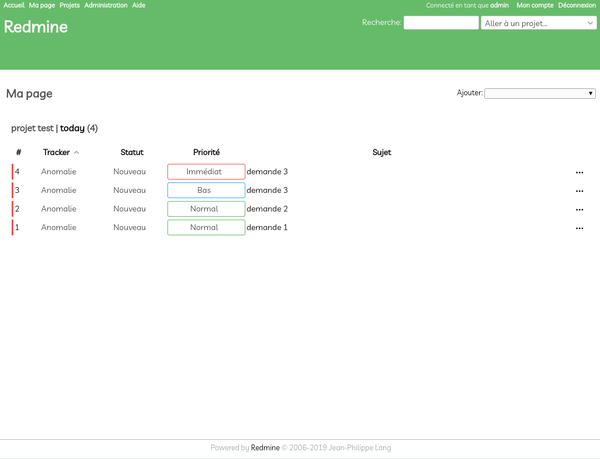 Accueil Ma page Projets Administration Aide Connecté en tant que admin Mon compte Déconnexion
Redmine
Recherche: Aller à un projet...
Ma page
Ajouter:
projet test | today (4)
# Tracker Statut Priorité Sujet
4 Anomalie Nouveau Immédiat demande 3
3 Anomalie Nouveau Bas demande 3
2 Anomalie Nouveau Normal demande 2
1 Anomalie Nouveau Normal demande 1
Powered by Redmine © 2006-2019 Jean-Philippe Lang